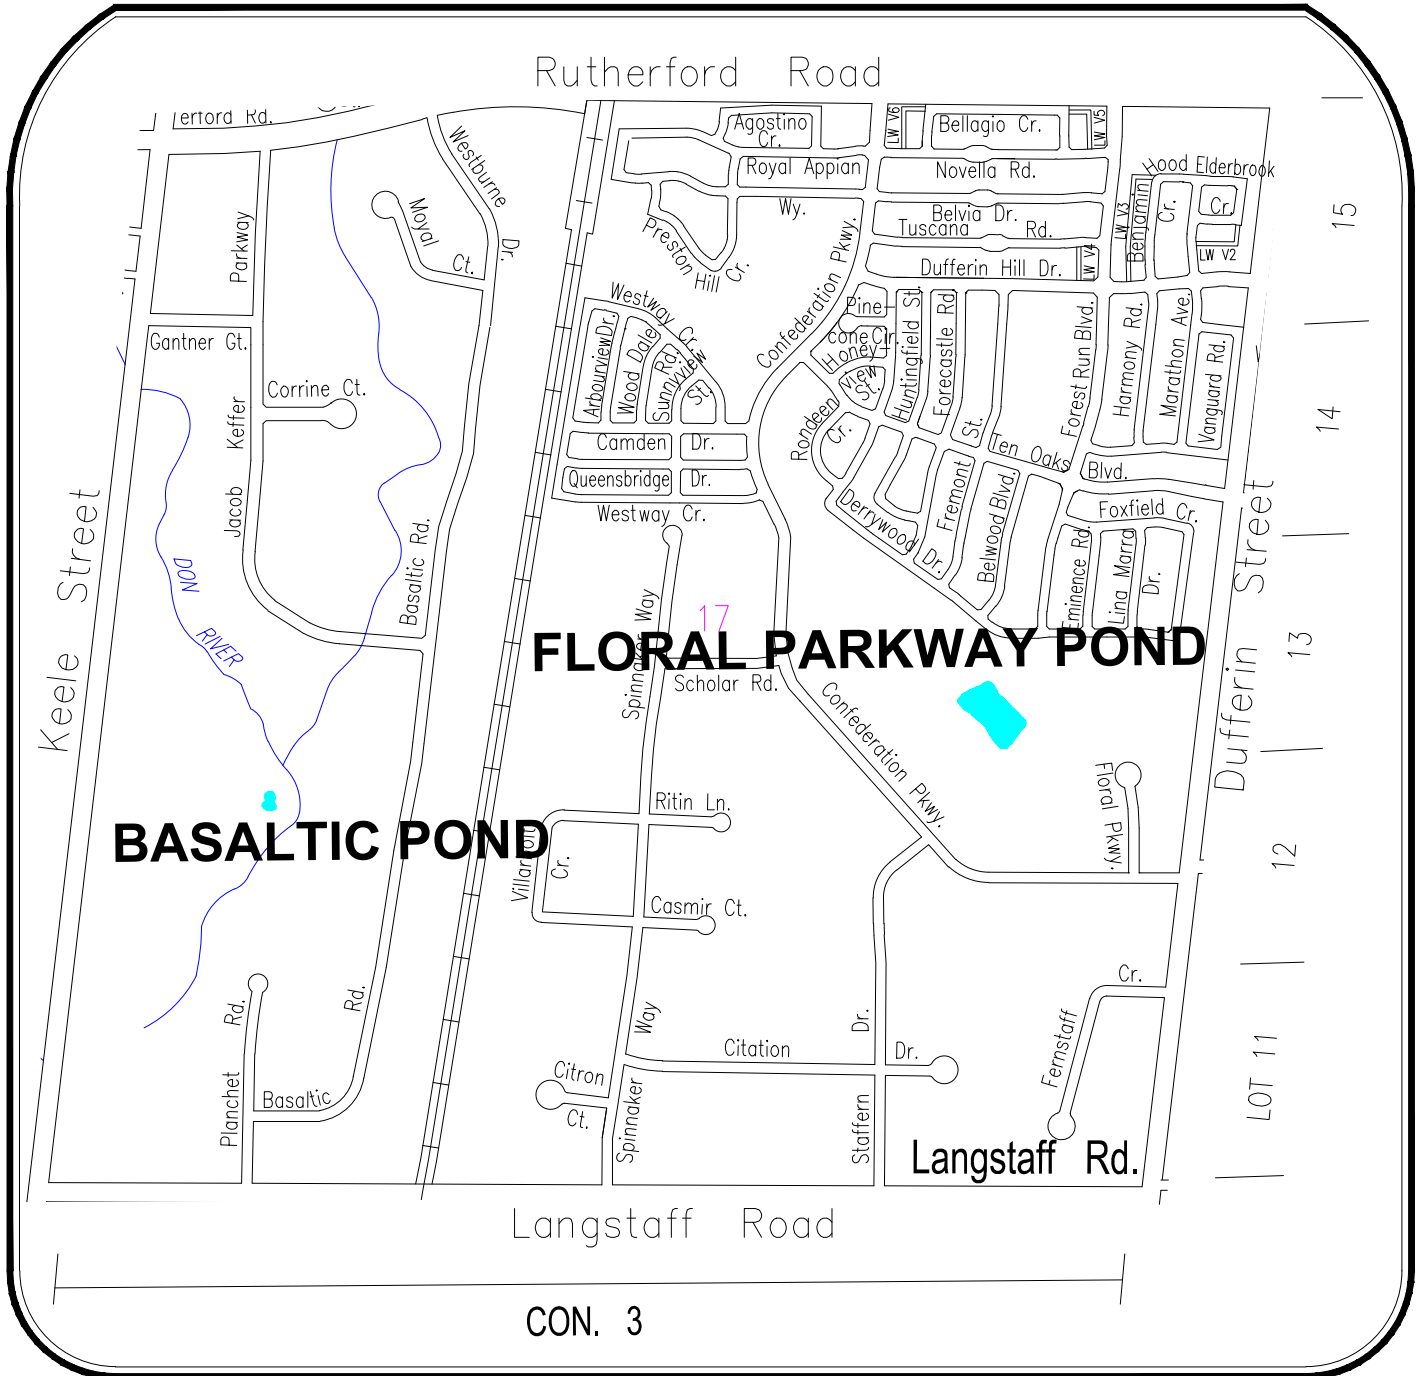 Rutherford Road
erford Rd.
Westburne
Dr.
Agostino
Cr.
LW V6
Bellagio Cr.
LW V5
Royal Appian
Wy.
Novella Rd.
Hood Elderbrook
Cr.
Cr.
Benjamin
LW V3
LW V2
Belvia Dr.
Tuscana Rd.
LW V4
Dufferin Hill Dr.
15
Moyal
Ct.
Parkway
Preston Hill Cr.
Confederation Pkwy.
Westway Cr.
Pine-
cone Cir.
Honey-
view
St.
Huntingfield St.
Forecastle Rd
Forest Run Blvd.
Harmony Rd.
Marathon Ave.
Vanguard Rd.
Gantner Gt.
Arbourview Dr.
Wood Dale
Rd.
Sunnyview
St.
14
Corrine Ct.
Keffer
Jacob
Camden Dr.
Queensbridge Dr.
Westway Cr.
Rondeen
Cr.
St.
Ten Oaks
Blvd.
Foxfield Cr.
Derrywood
Dr.
Fremont
Belwood Blvd.
Eminence Rd.
Lina Marra
Dr.
Keele Street
Dufferin Street
DON
RIVER
Basaltic Rd.
Spinnaker Way
17
13
FLORAL PARKWAY POND
Scholar Rd.
Confederation Pkwy.
Floral Pkwy.
Ritin Ln.
BASALTIC POND
Villarboit
Cr.
12
Casmir Ct.
Rd.
Planchet
Rd.
Basaltic
Way
Spinnaker
Citron
Ct.
Citation Dr.
Dr.
Staffern
Cr.
Fernstaff
LOT 11
Langstaff Rd.
Langstaff Road
CON. 3